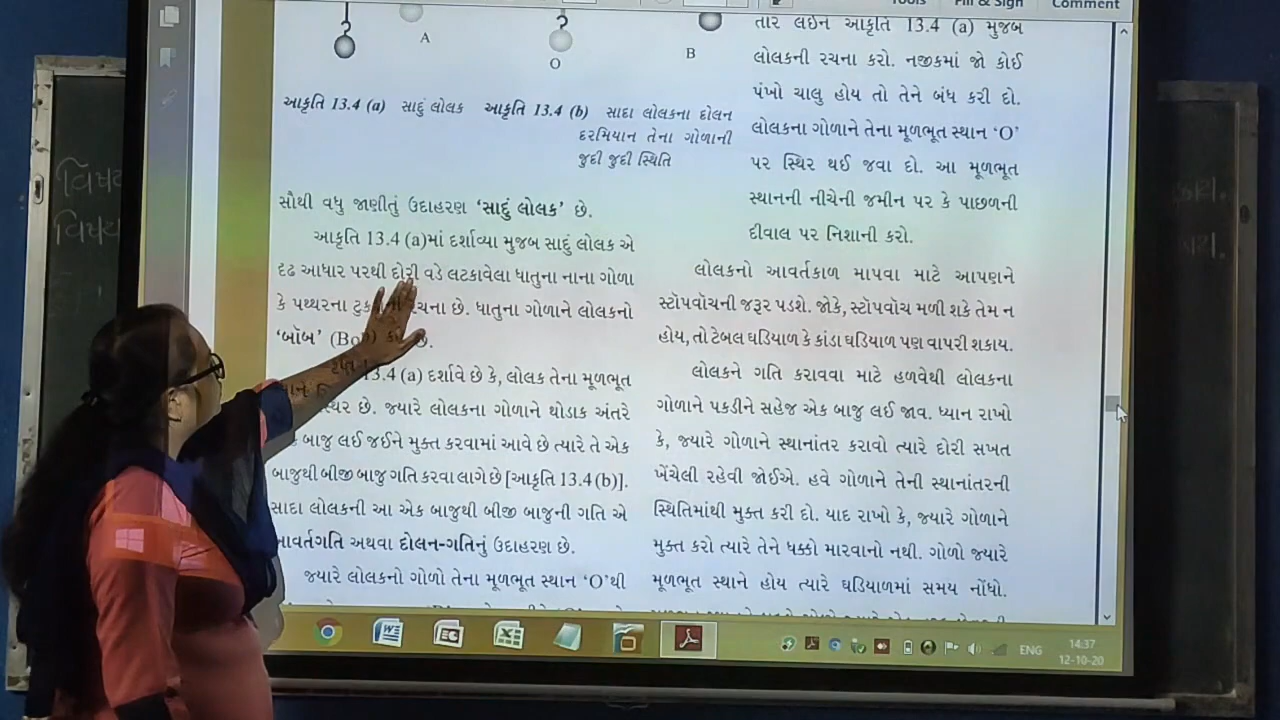 Tools
Fill & Sign
Comment
A
O
B
આકૃતિ 13.4 (a) સાદું લોલક
આકૃતિ 13.4 (b) સાદા લોલકના દોલન
દરમિયાન તેના ગોળાની
જુદી જુદી સ્થિતિ
સૌથી વધુ જાણીતું ઉદાહરણ ‘સાદું લોલક’ છે.
આકૃતિ 13.4 (a)માં દર્શાવ્યા મુજબ સાદું લોલક એ
દૃઢ આધાર પરથી દોરી વડે લટકાવેલા ધાતુના નાના ગોળા
કે પથ્થરના રચના છે. ધાતુના ગોળાને લોલકનો
‘બૉબ’ છે.
13.4 (a) દર્શાવે છે કે, લોલક તેના મૂળભૂત
છે. જ્યારે લોલકના ગોળાને થોડાક અંતરે
બાજુ લઈ જઈને મુક્ત કરવામાં આવે છે ત્યારે તે એક
બાજુથી બીજી બાજુ ગતિ કરવા લાગે છે [આકૃતિ 13.4 (b)].
સાદા લોલકની આ એક બાજુથી બીજી બાજુની ગતિ એ
આવર્તગતિ અથવા દોલન-ગતિનું ઉદાહરણ છે.
જ્યારે લોલકનો ગોળો તેના મૂળભૂત સ્થાન ‘O’થી
તાર લઈને આકૃતિ 13.4 (a) મુજબ
લોલકની રચના કરો. નજીકમાં જો કોઈ
પંખો ચાલુ હોય તો તેને બંધ કરી દો.
લોલકના ગોળાને તેના મૂળભૂત સ્થાન ‘O’
પર સ્થિર થઈ જવા દો. આ મૂળભૂત
સ્થાનની નીચેની જમીન પર કે પાછળની
દીવાલ પર નિશાની કરો.
લોલકનો આવર્તકાળ માપવા માટે આપણને
સ્ટૉપવૉચની જરૂર પડશે. જોકે, સ્ટૉપવૉચ મળી શકે તેમ ન
હોય, તો ટેબલ ઘડિયાળ કે કાંડા ઘડિયાળ પણ વાપરી શકાય.
લોલકને ગતિ કરાવવા માટે હળવેથી લોલકના
ગોળાને પકડીને સહેજ એક બાજુ લઈ જાવ. ધ્યાન રાખો
કે, જ્યારે ગોળાને સ્થાનાંતર કરાવો ત્યારે દોરી સખત
ખેંચેલી રહેવી જોઈએ. હવે ગોળાને તેની સ્થાનાંતરની
સ્થિતિમાંથી મુક્ત કરી દો. યાદ રાખો કે, જ્યારે ગોળાને
મુક્ત કરો ત્યારે તેને ધક્કો મારવાનો નથી. ગોળો જ્યારે
મૂળભૂત સ્થાને હોય ત્યારે ઘડિયાળમાં સમય નોંધો.
ENG
14:37
12-10-20
વિષય
વિષય